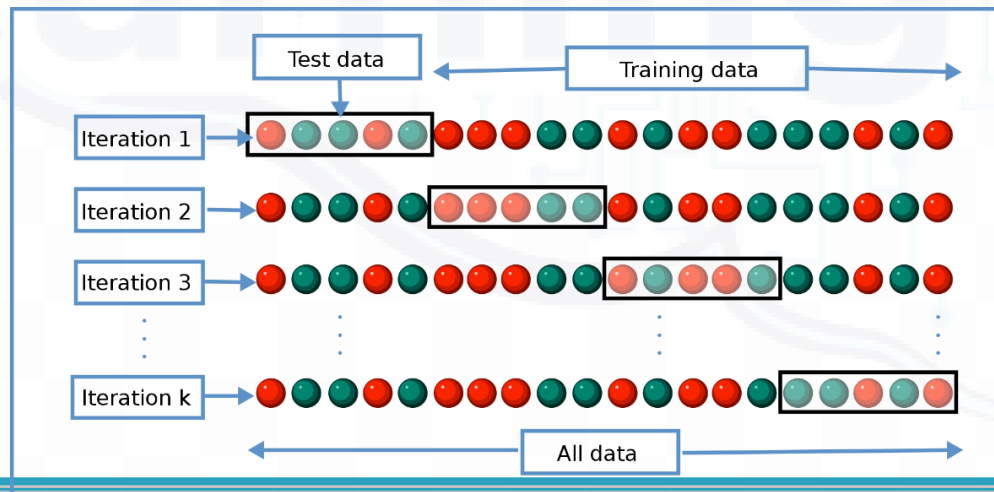 Test data
Training data
Iteration 1
Iteration 2
Iteration 3
Iteration k
All data